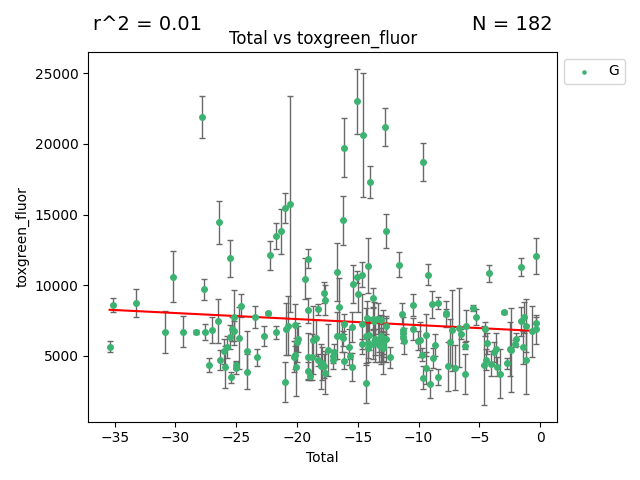 r^2 = 0.01
N = 182
Total vs toxgreen_fluor
G
25000
20000
15000
10000
5000
toxgreen_fluor
−35
−30
−25
−20
−15
−10
−5
0
Total